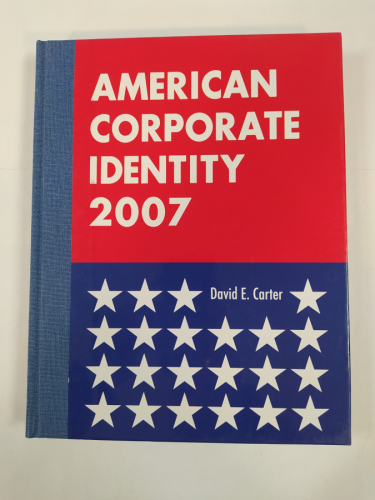 AMERICAN
CORPORATE
IDENTITY
2007
David E. Carter